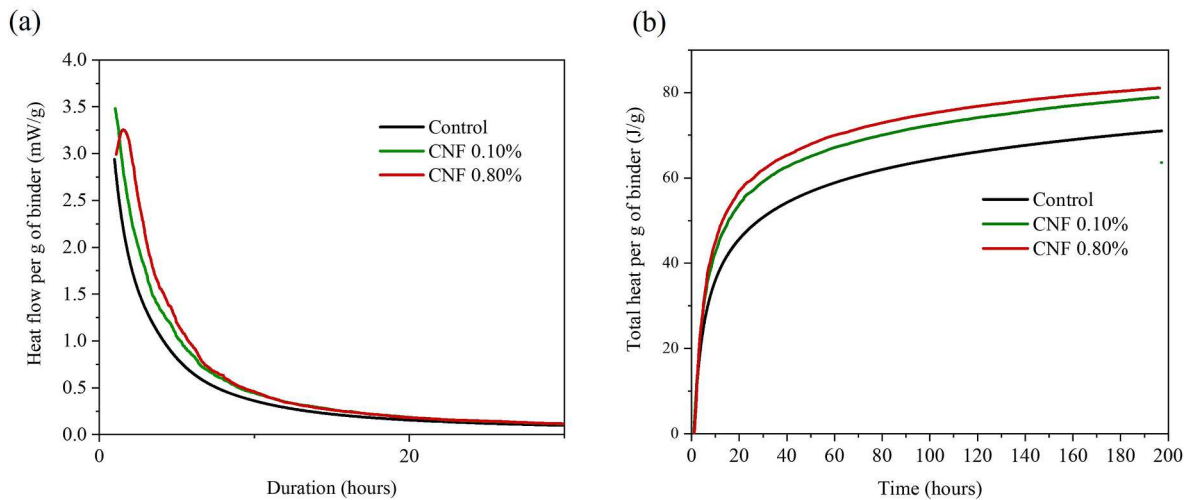 (a)
4.0
3.5
3.0
2.5
2.0
1.5
1.0
0.5
0.0
0
20
Heat flow per g of binder (mW/g)
Duration (hours)
Control
CNF 0.10%
CNF 0.80%
(b)
80
60
40
20
0
0 20 40 60 80 100 120 140 160 180 200
Total heat per g of binder (J/g)
Time (hours)
Control
CNF 0.10%
CNF 0.80%